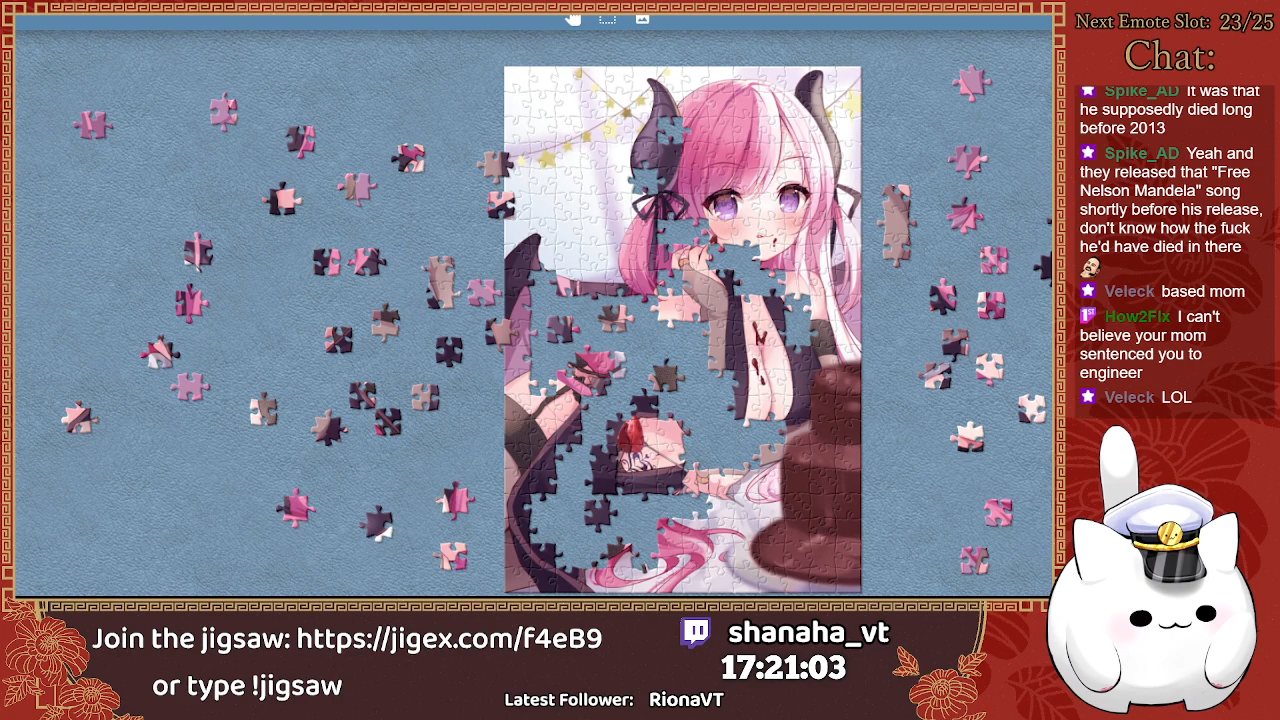 Next Emote Slot: 23/25
Chat:
Spike_AD It was that
he supposedly died long
before 2013
Spike_AD Yeah and
they released that "Free
Nelson Mandela" song
shortly before his release,
don't know how the fuck
he'd have died in there
Veleck based mom
1ST How2Flx I can't
believe your mom
sentenced you to
engineer
Veleck LOL
Join the jigsaw: https://jigex.com/f4eB9
or type !jigsaw
shanaha_vt
17:21:03
Latest Follower: RionaVT